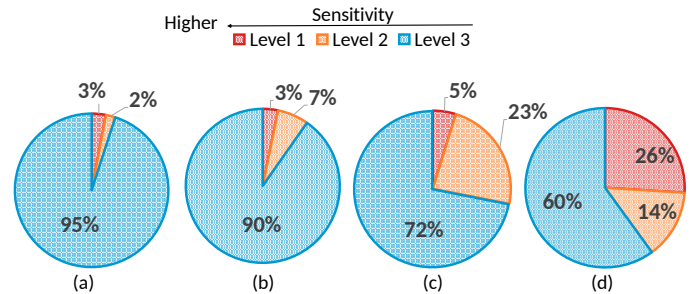 Sensitivity
Higher
Level 1 Level 2 Level 3
3% 2% 95%
3% 7% 90%
5% 23% 72%
26% 14% 60%
(a) (b) (c) (d)